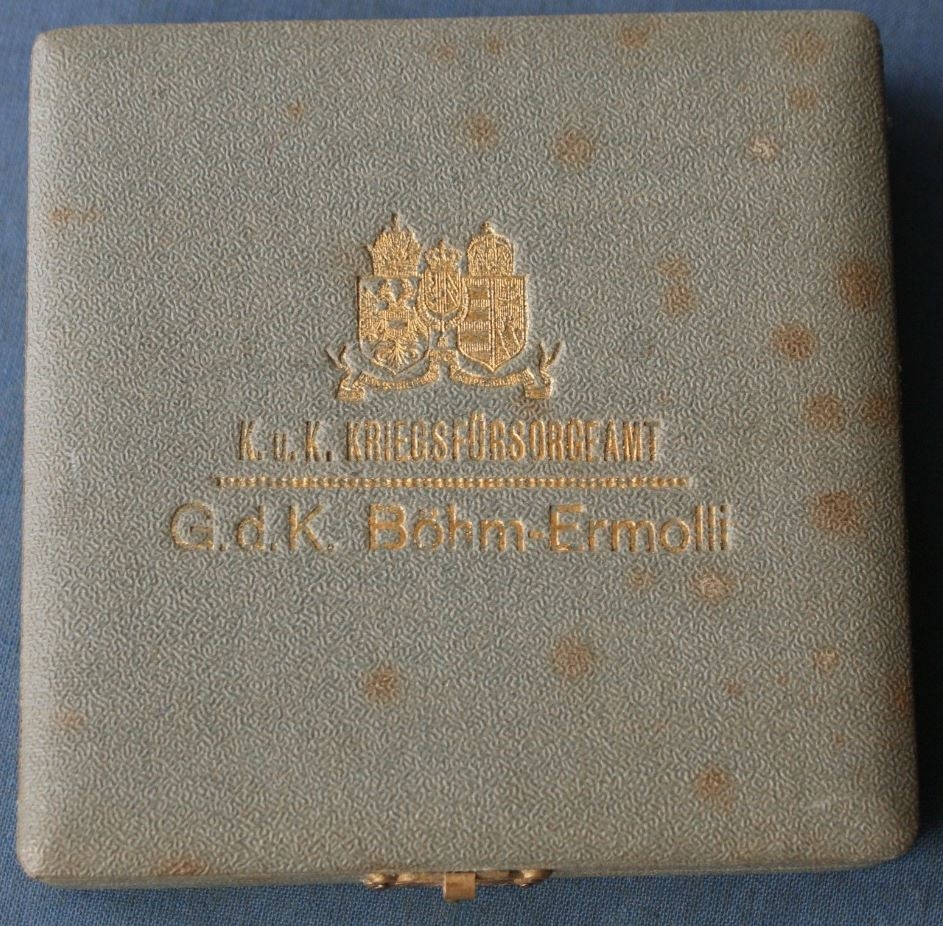 K. u. K. KRIEGSFÜRSORGEAMT
G.d.K. Böhm-Ermolli